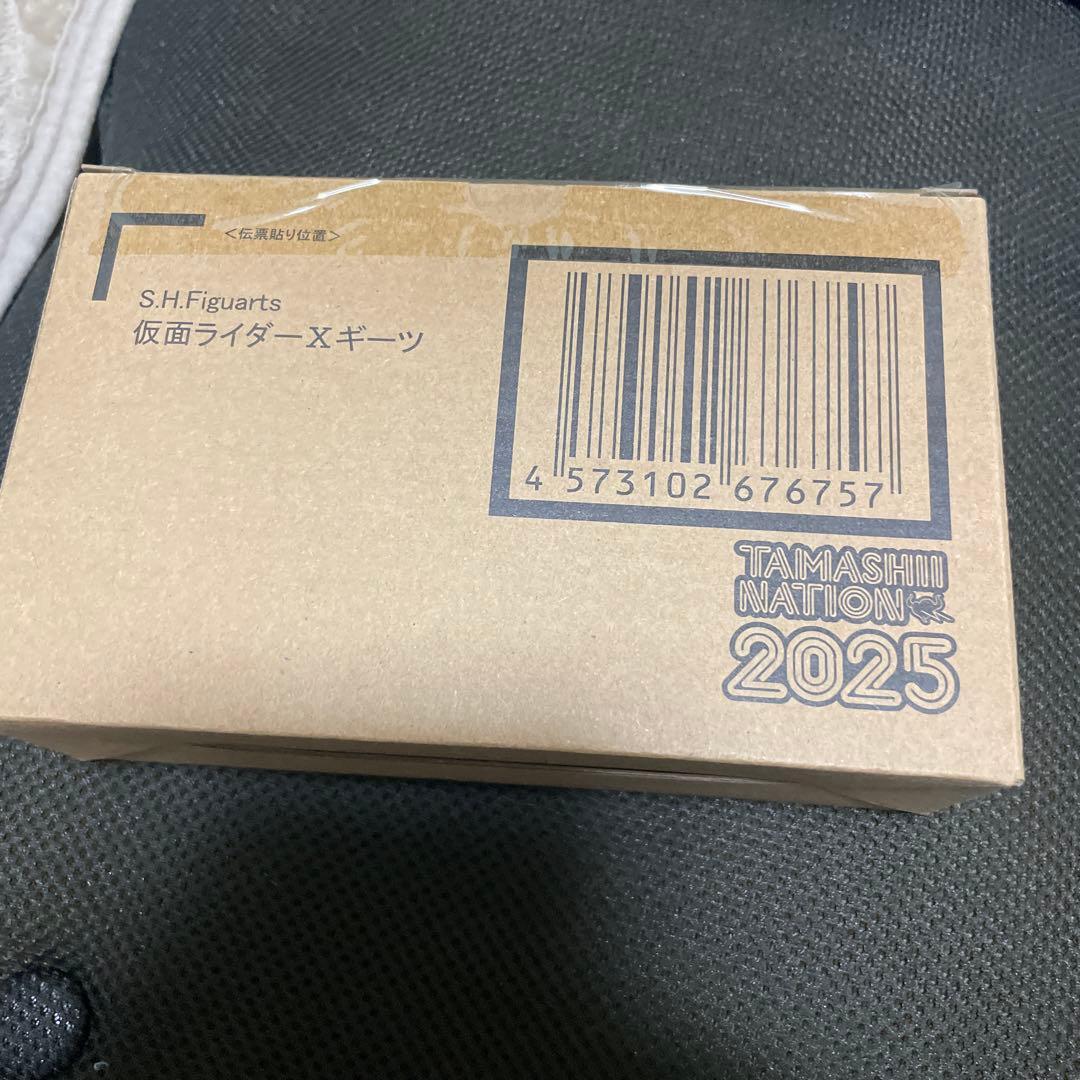 <伝票貼り位置>
S.H.Figuarts
仮面ライダーXギーツ
4 573102 676757
TAMASHII
NATION
2025